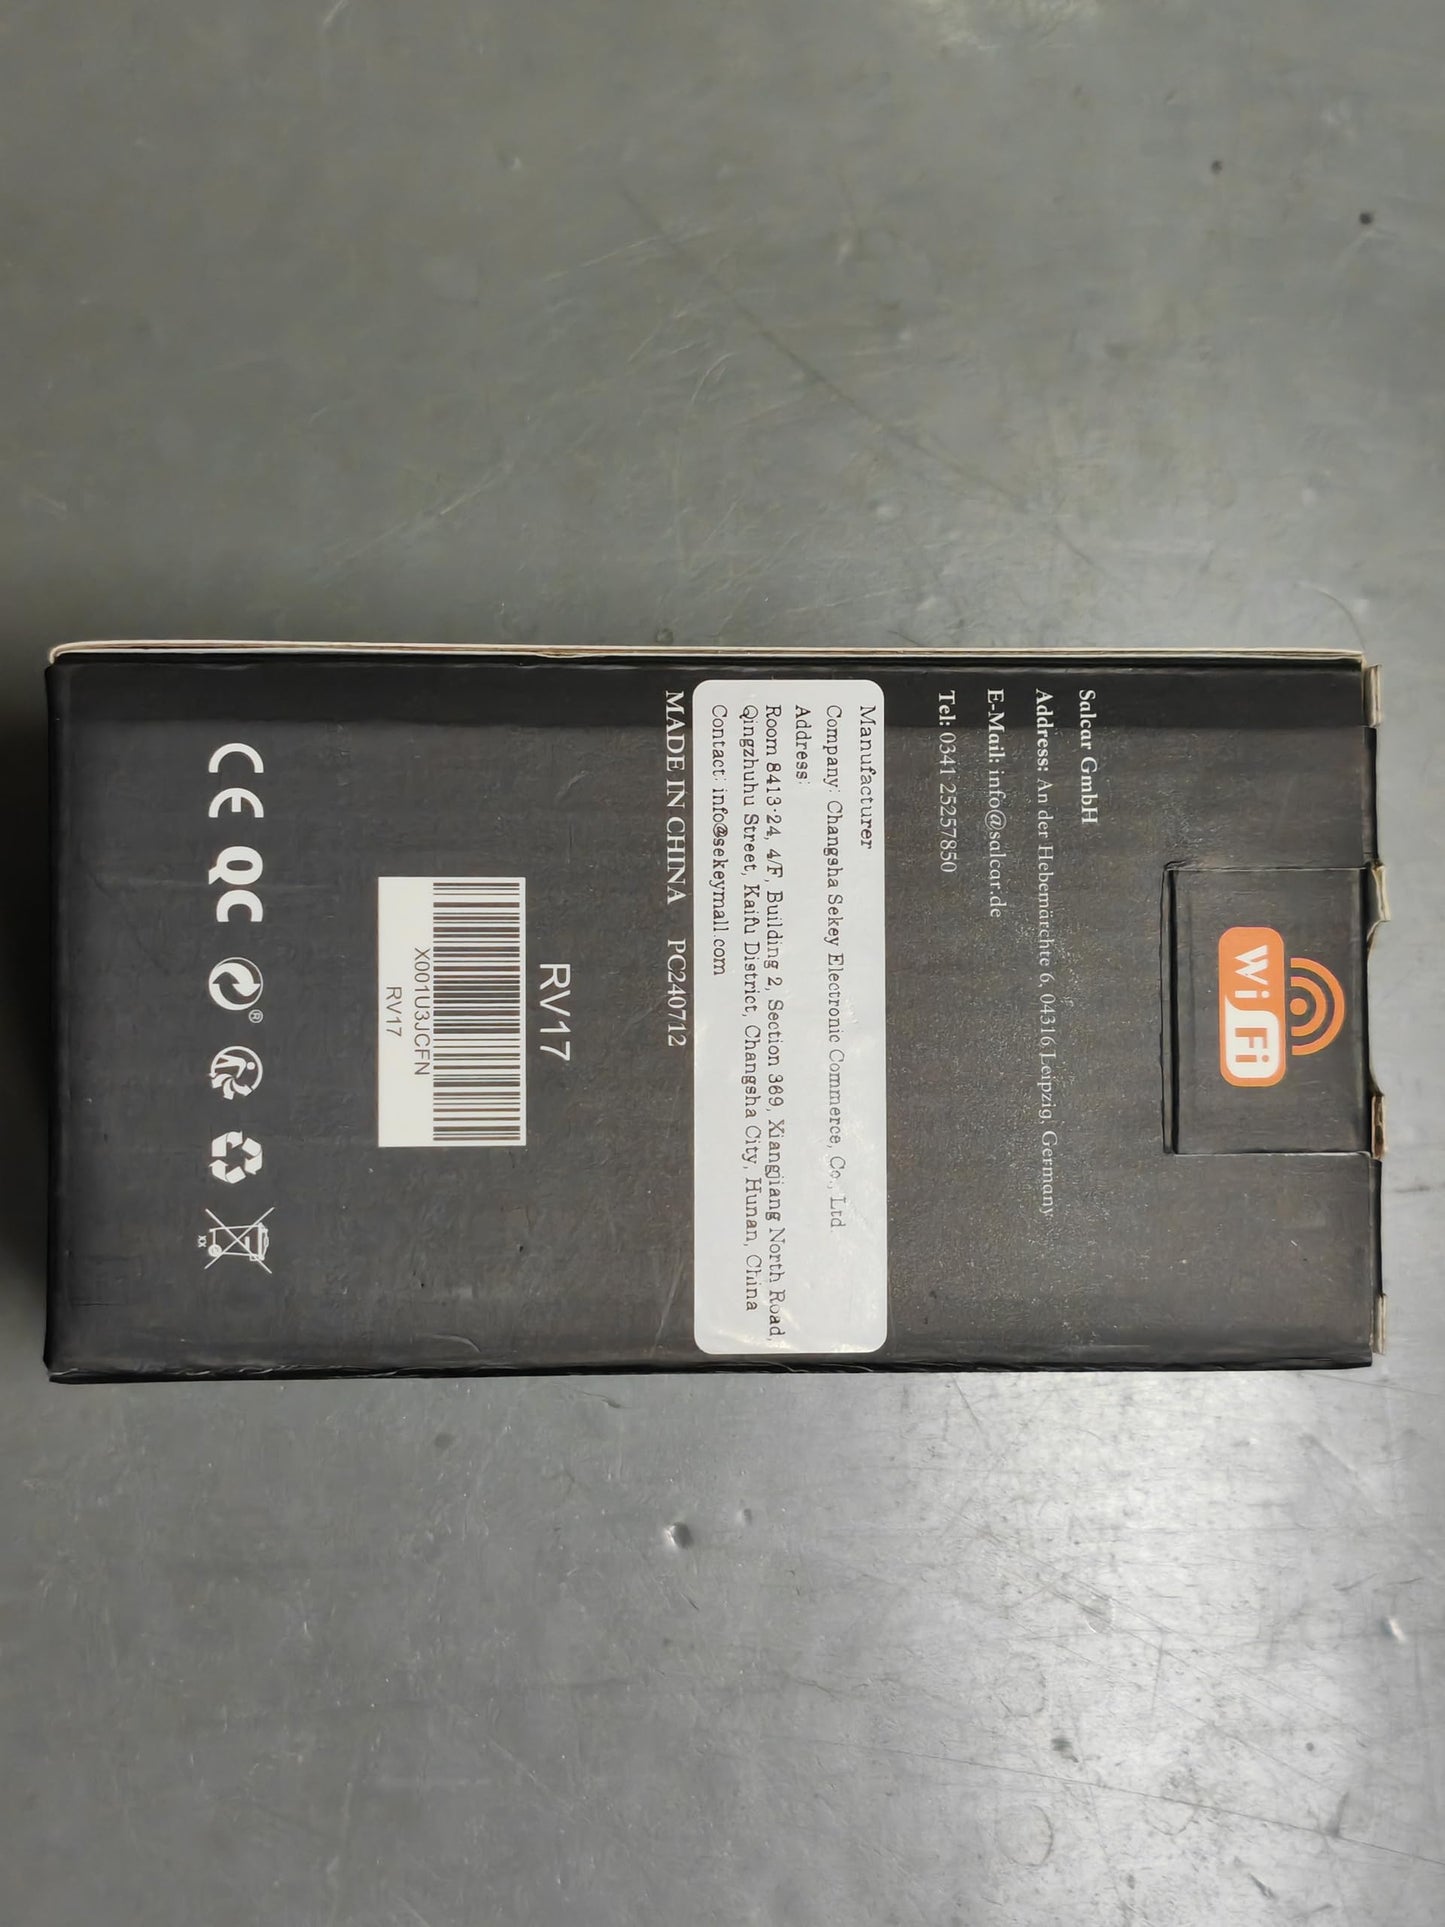 Wi Fi
Salcar GmbH
Address: An der Hebemärchte 6, 04316 Leipzig, Germany
E-Mail: info@salcar.de
Tel: 0341 25257850
Manufacturer
Company: Changsha Sekey Electronic Commerce, Co., Ltd.
Address:
Room 8413-24, 4/F, Building 2, Section 369, Xiangjiang North Road,
Qingzhuhu Street, Kaifu District, Changsha City, Hunan, China
Contact: info@sekeymall.com
MADE IN CHINA PC240712
RV17
X001U3JCFN
RV17
CE QC ® XX